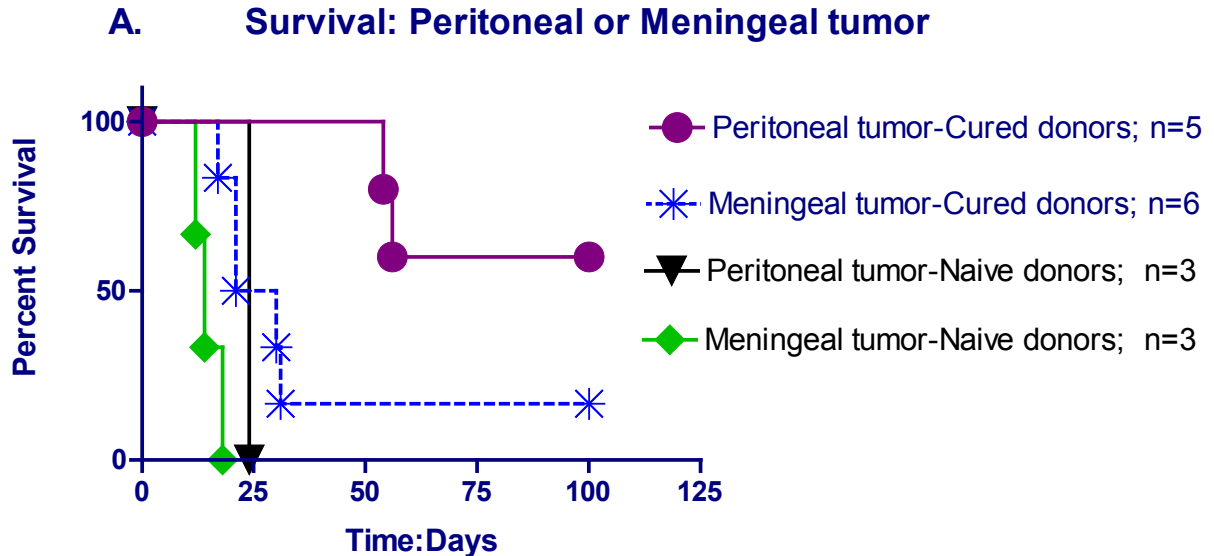 A. Survival: Peritoneal or Meningeal tumor
Percent Survival
100
50
0
0 25 50 75 100 125
Time:Days
Peritoneal tumor-Cured donors; n=5
Meningeal tumor-Cured donors; n=6
Peritoneal tumor-Naive donors; n=3
Meningeal tumor-Naive donors; n=3